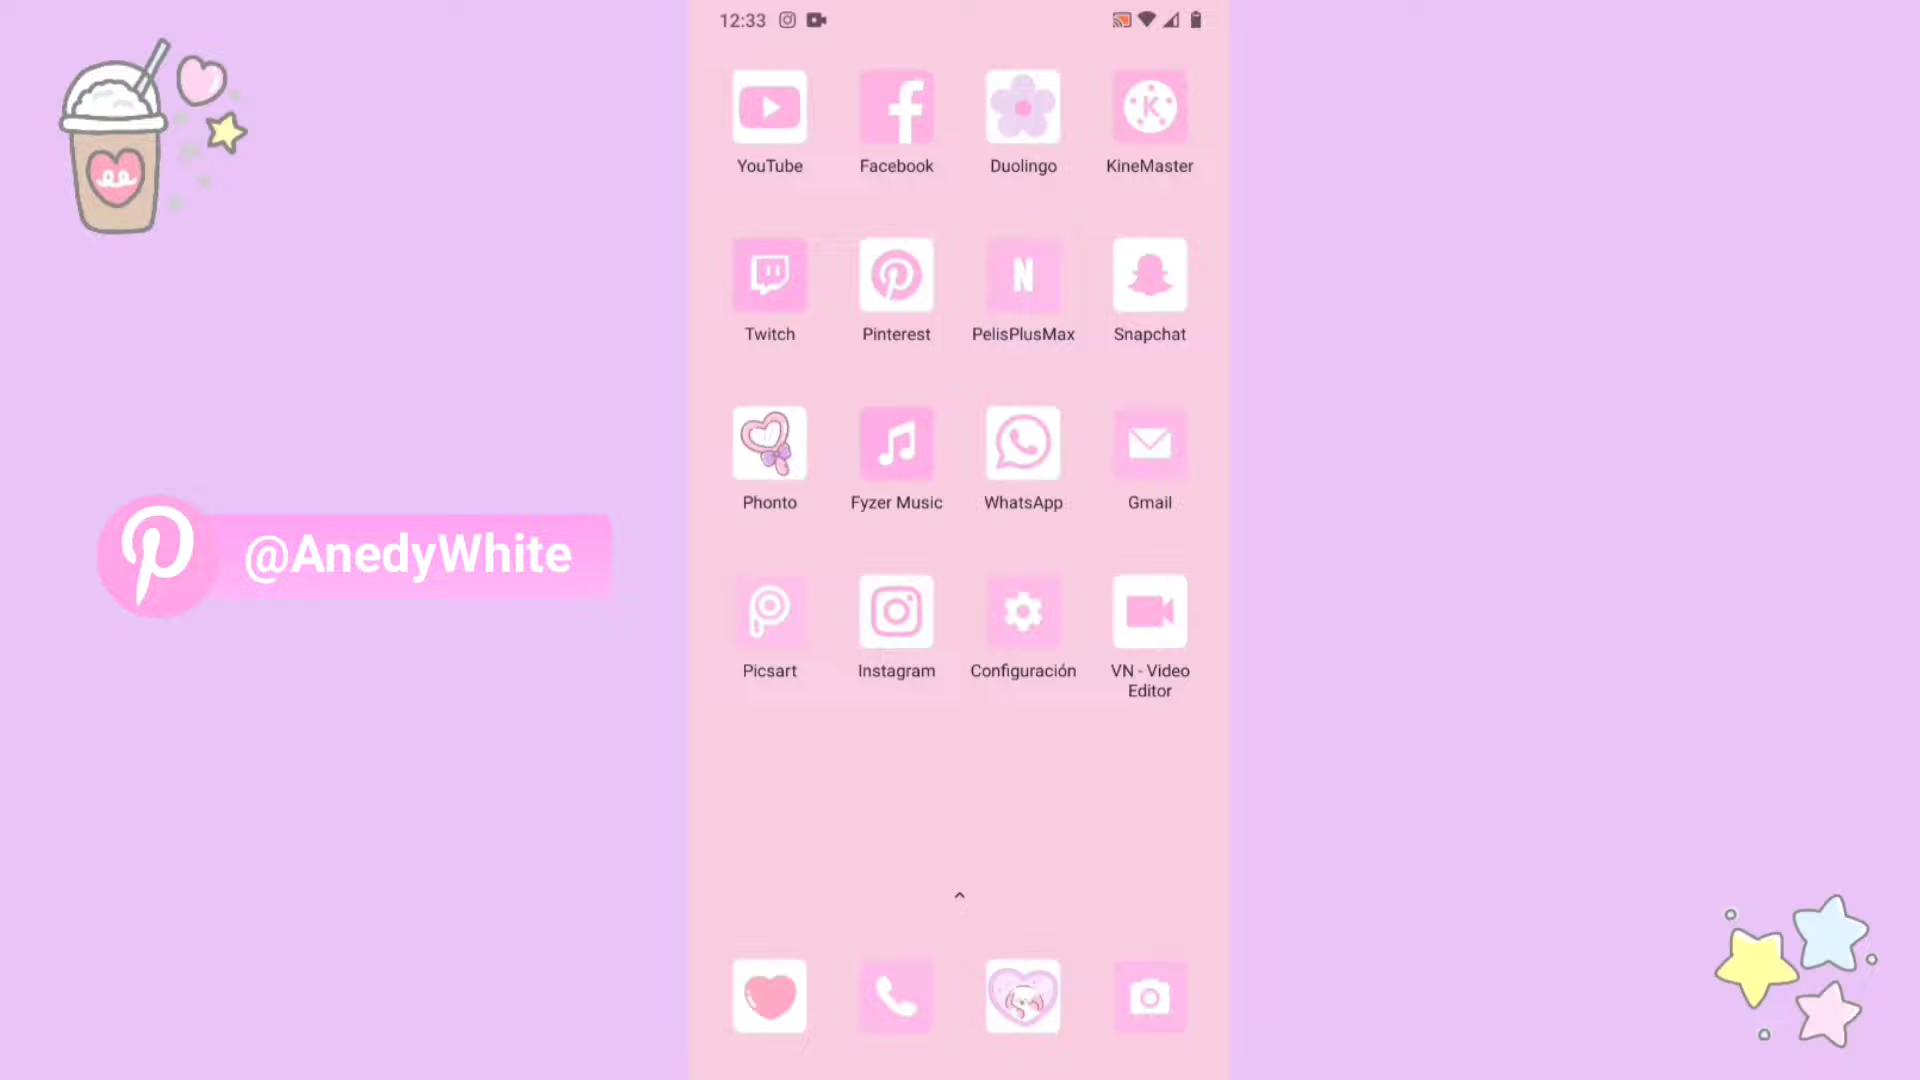 12:33
YouTube
Facebook
Duolingo
KineMaster
Twitch
Pinterest
N
PelisPlusMax
Snapchat
Phonto
Fyzer Music
WhatsApp
Gmail
Picsart
Instagram
Configuración
VN - Video
Editor
@AnedyWhite